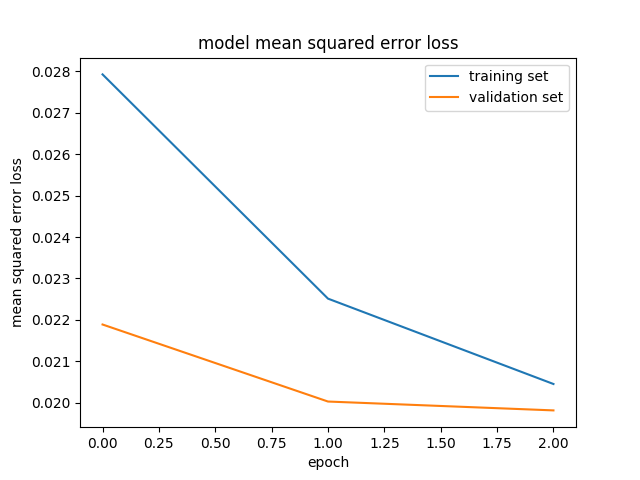 model mean squared error loss
training set
validation set
mean squared error loss
0.028
0.027
0.026
0.025
0.024
0.023
0.022
0.021
0.020
0.00 0.25 0.50 0.75 1.00 1.25 1.50 1.75 2.00
epoch